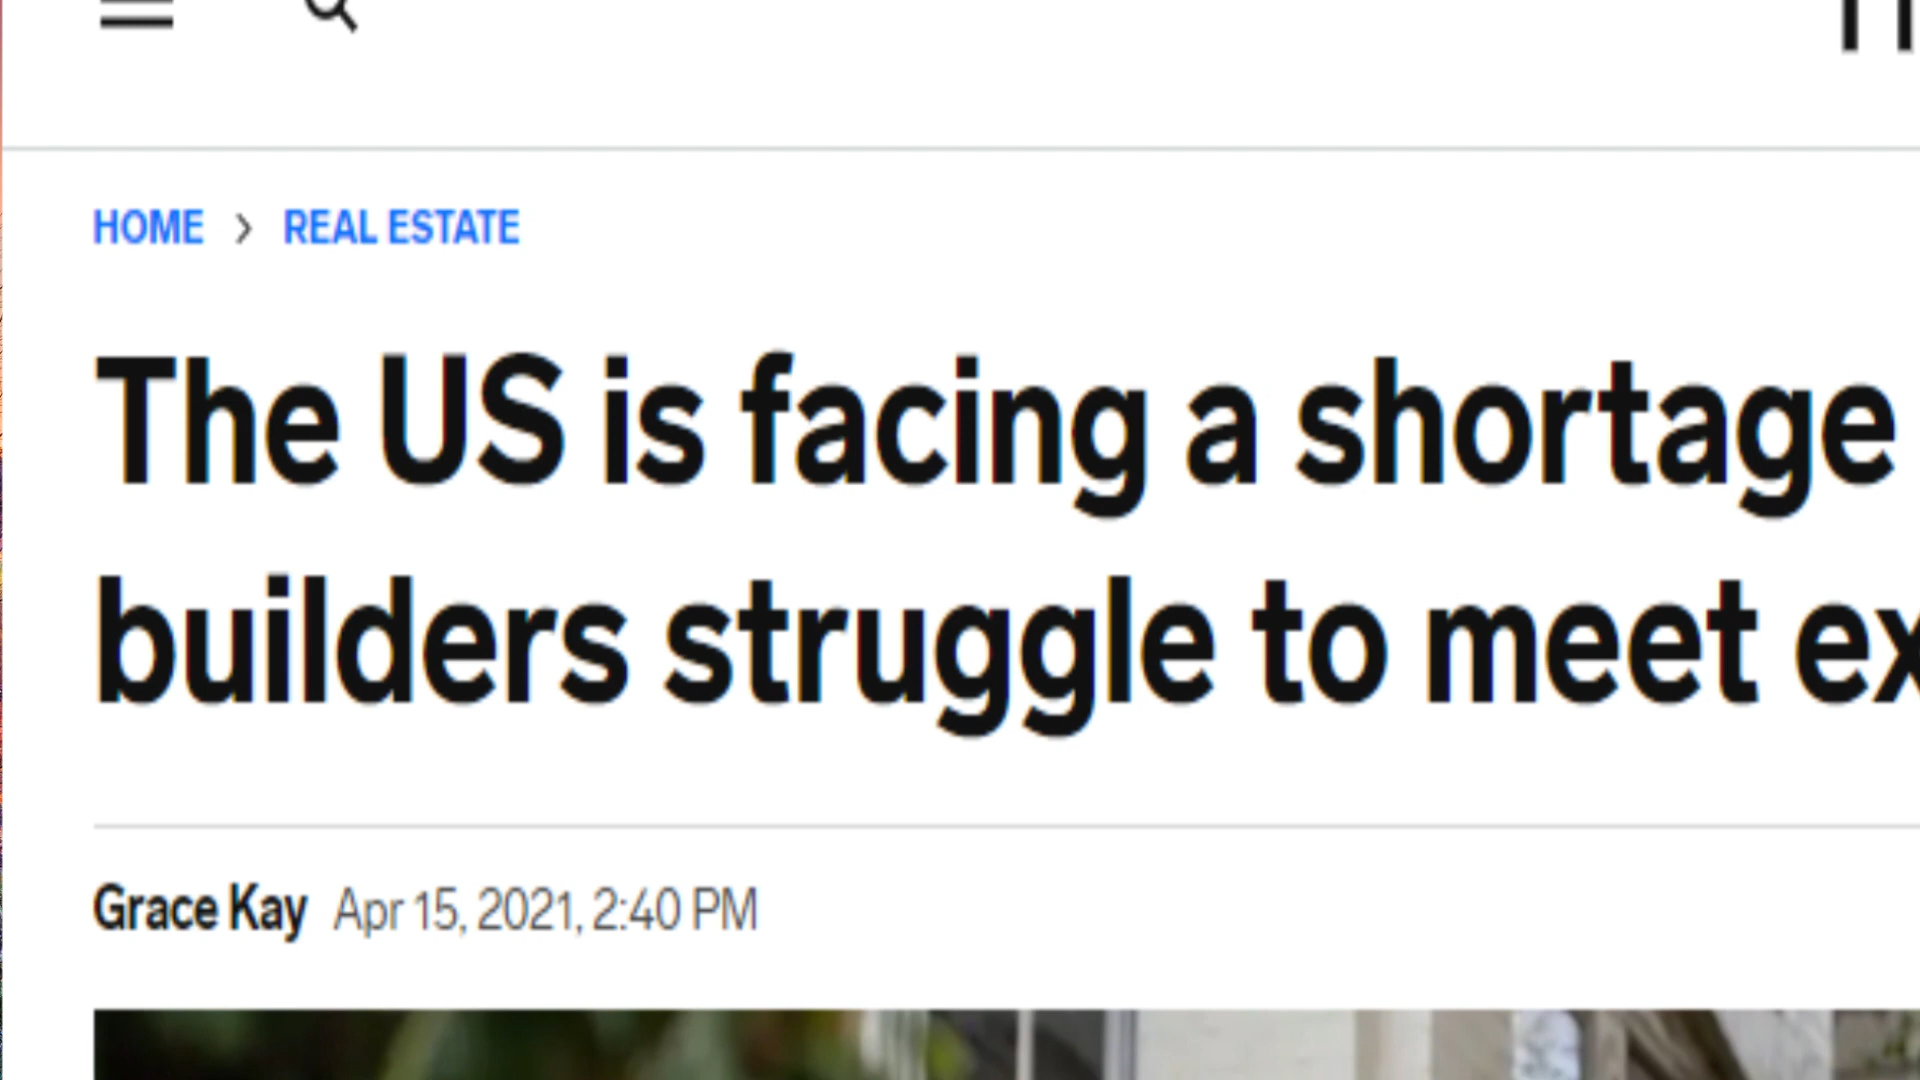 HOME > REAL ESTATE
The US is facing a shortage
builders struggle to meet
Grace Kay Apr 15, 2021, 2:40 PM